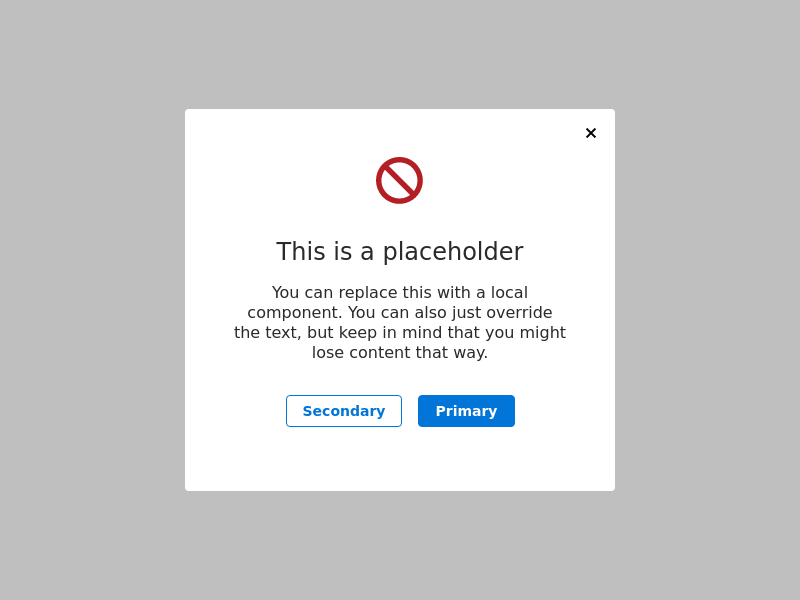 This is a placeholder
You can replace this with a local
component. You can also just override
the text, but keep in mind that you might
lose content that way.
Secondary
Primary